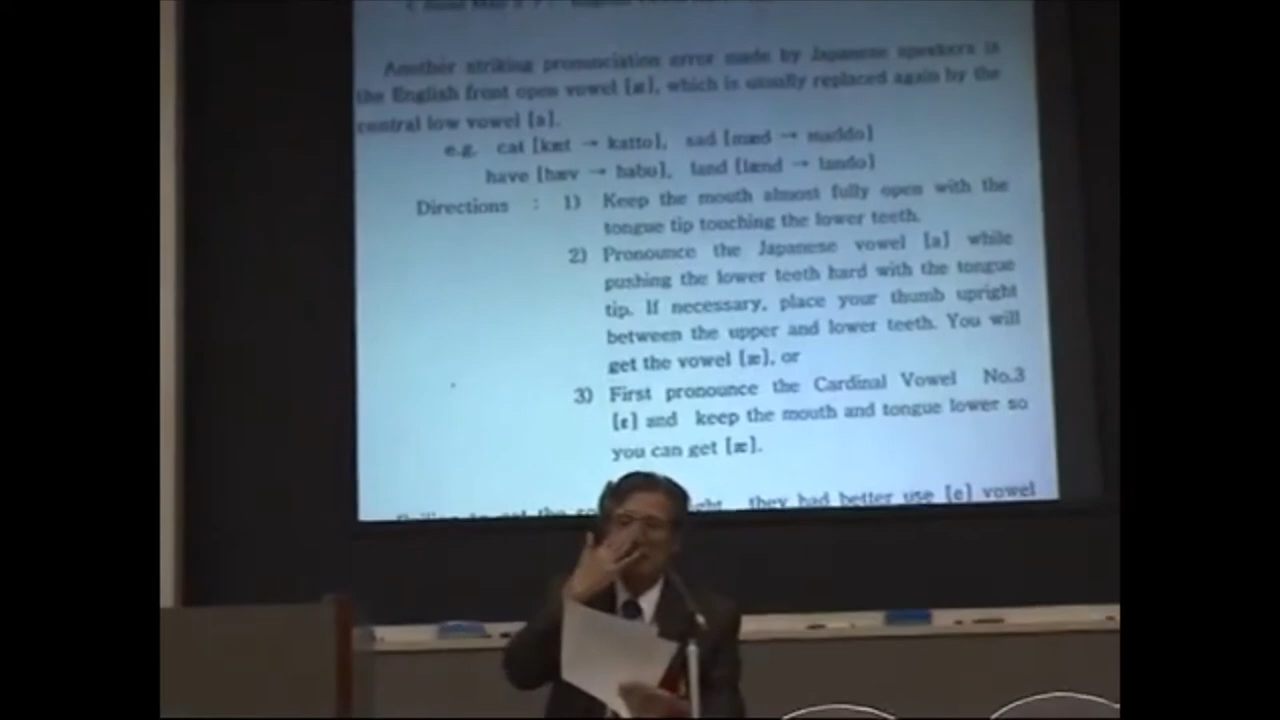 Another striking pronunciation error made by Japanese speakers is
the English front open vowel [æ], which is usually replaced again by the
central low vowel [a].
e.g. cat [kæt → katto], sad [mæd → maddo]
have [hæv → habu], land [lænd → lando]
Directions : 1) Keep the mouth almost fully open with the
tongue tip touching the lower teeth.
2) Pronounce the Japanese vowel [a] while
pushing the lower teeth hard with the tongue
tip. If necessary, place your thumb upright
between the upper and lower teeth. You will
get the vowel [æ], or
3) First pronounce the Cardinal Vowel No.3
[ɛ] and keep the mouth and tongue lower so
you can get [æ].
to get the they had better use [e] vowel